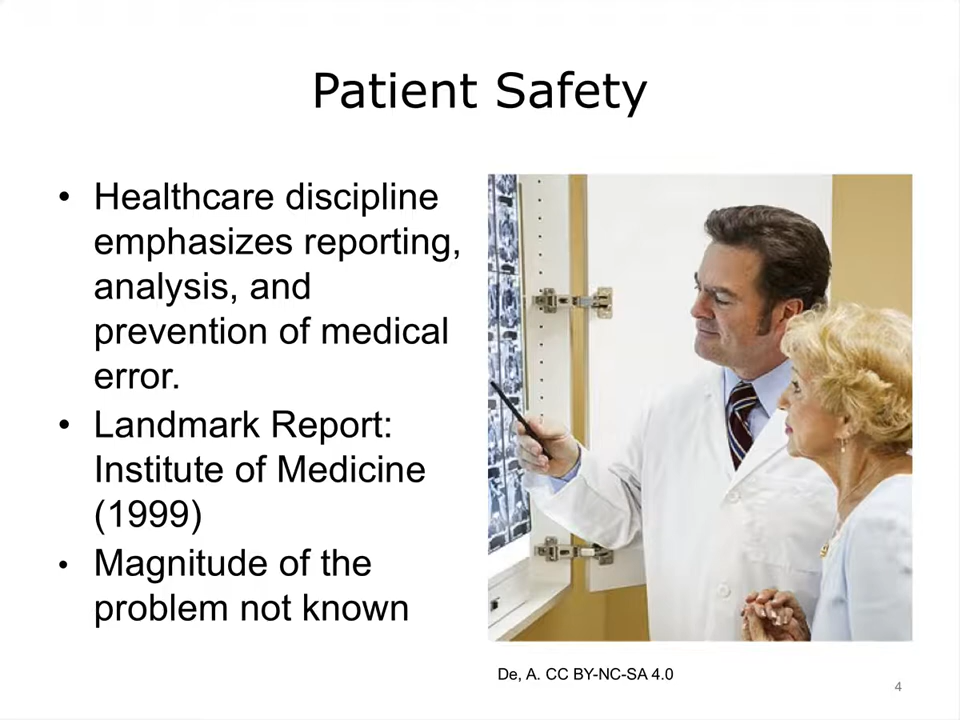 Patient Safety
• Healthcare discipline
emphasizes reporting,
analysis, and
prevention of medical
error.
• Landmark Report:
Institute of Medicine
(1999)
• Magnitude of the
problem not known
De, A. CC BY-NC-SA 4.0
4